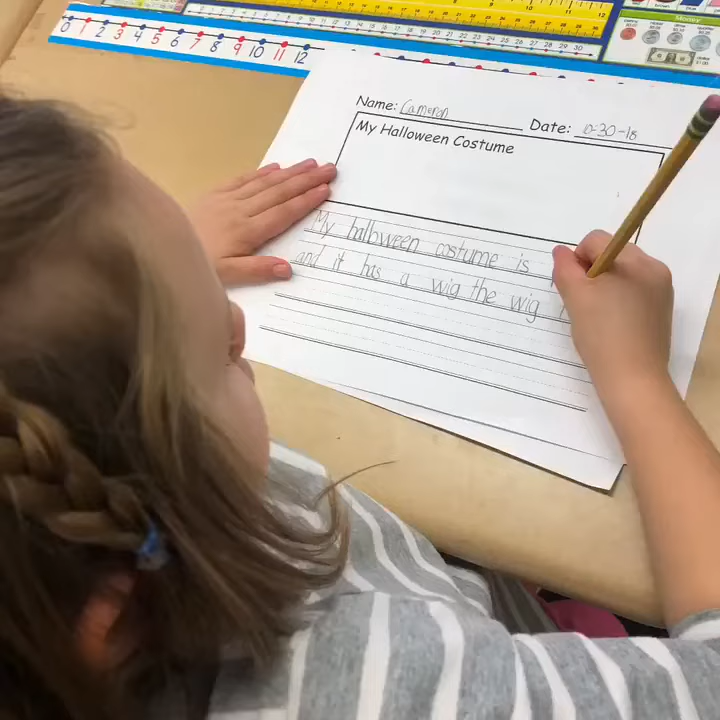 0 1 2 3 4 5 6 7 8 9 10 11 12
Money
Name: Cameron Date: 10-30-18
My Halloween Costume
My halloween costume is
and it has a wig the wig